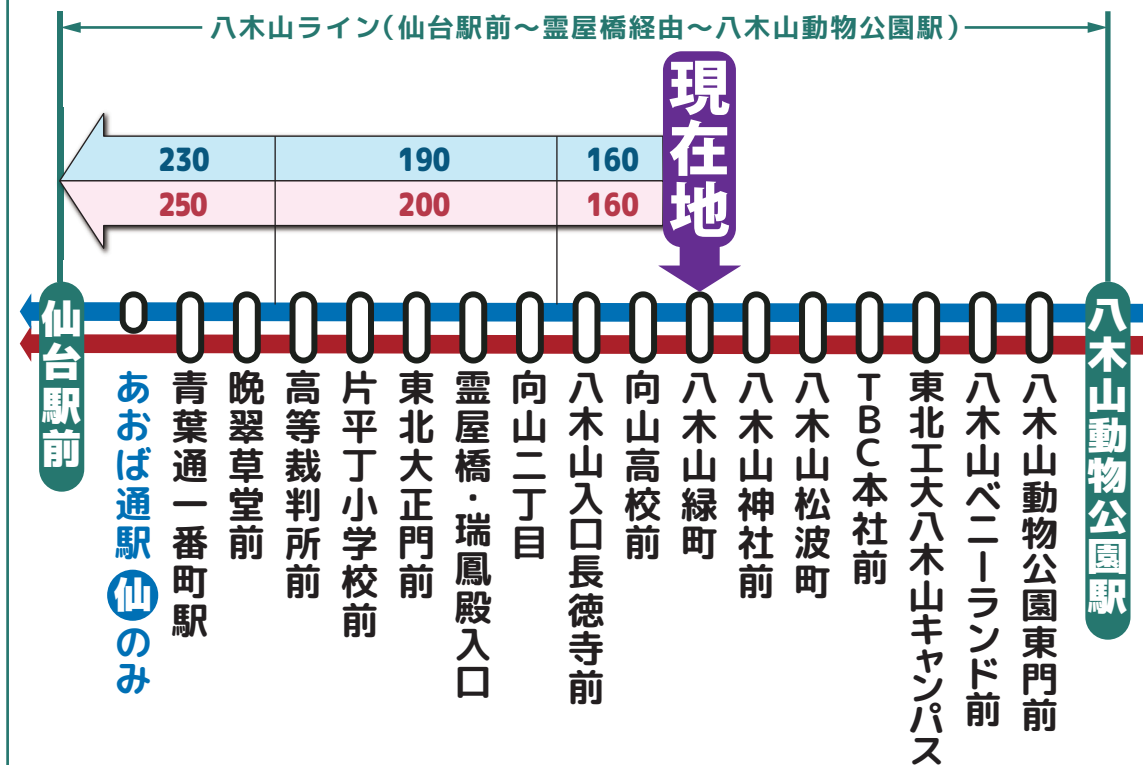 八木山ライン(仙台駅前～霊屋橋経由～八木山動物公園駅)
現在地
230
190
160
250
200
160
仙台駅前
あおば通駅 仙のみ
青葉通一番町駅
晩翠草堂前
高等裁判所前
片平丁小学校前
東北大正門前
霊屋橋・瑞鳳殿入口
向山二丁目
八木山入口長徳寺前
向山高校前
八木山緑町
八木山神社前
八木山松波町
TBC本社前
東北工大八木山キャンパス
八木山ベニーランド前
八木山動物公園東門前
八木山動物公園駅